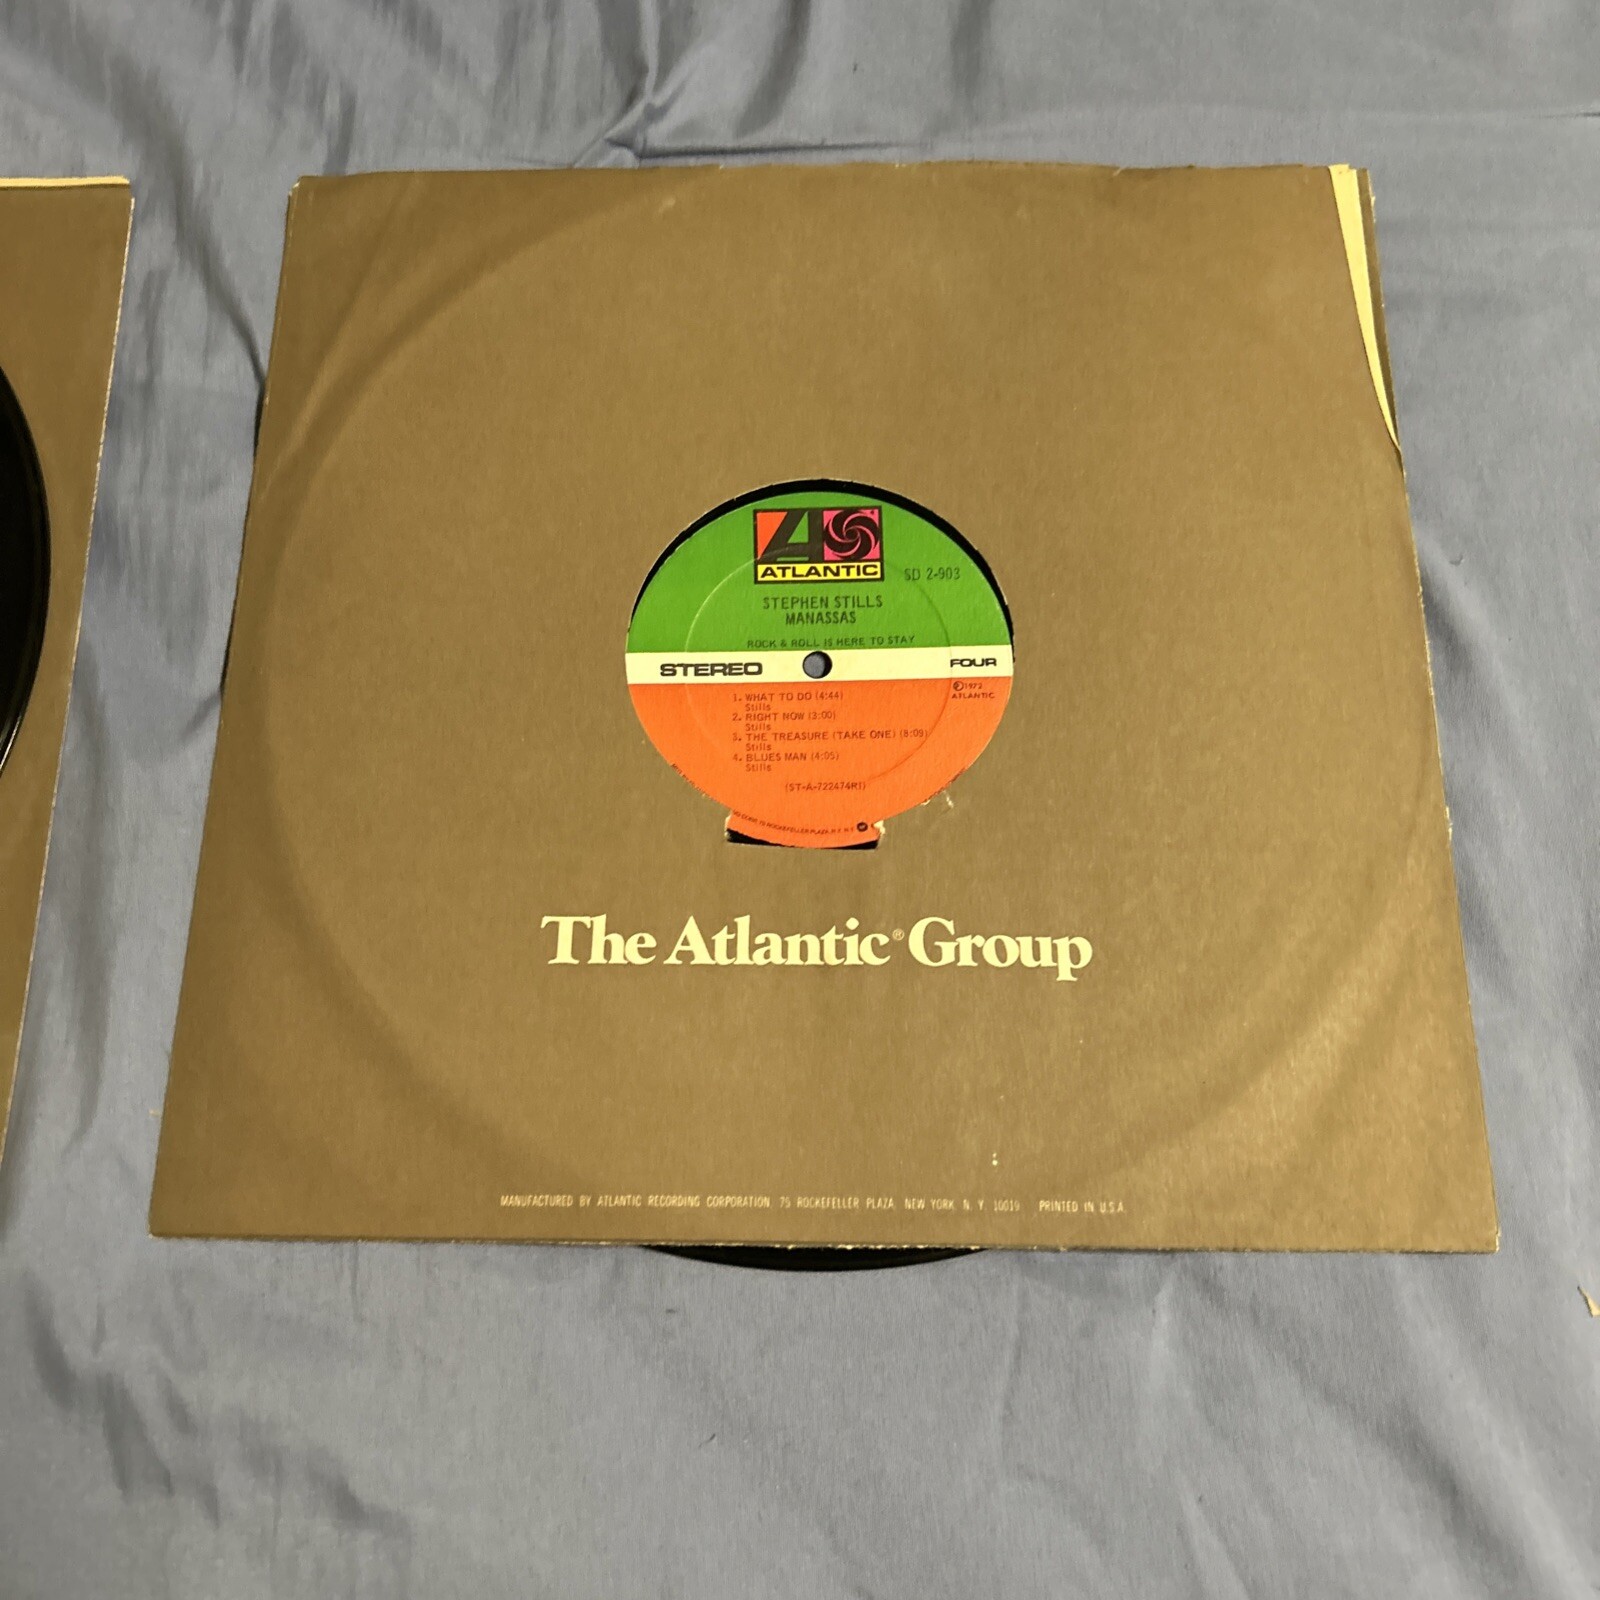 ATLANTIC
SD 2-903
STEPHEN STILLS
MANASSAS
ROCK & ROLL IS HERE TO STAY
STEREO
FOUR
℗1972
ATLANTIC
1. WHAT TO DO (4:44)
Stills
2. RIGHT NOW (3:00)
Stills
3. THE TREASURE (TAKE ONE) (8:09)
Stills
4. BLUES MAN (4:05)
Stills
(ST-A-722474RI)
ROCKEFELLER PLAZA, N.Y. N.Y.
The Atlantic® Group
MANUFACTURED BY ATLANTIC RECORDING CORPORATION, 75 ROCKEFELLER PLAZA, NEW YORK, N. Y. 10019 PRINTED IN U.S.A.